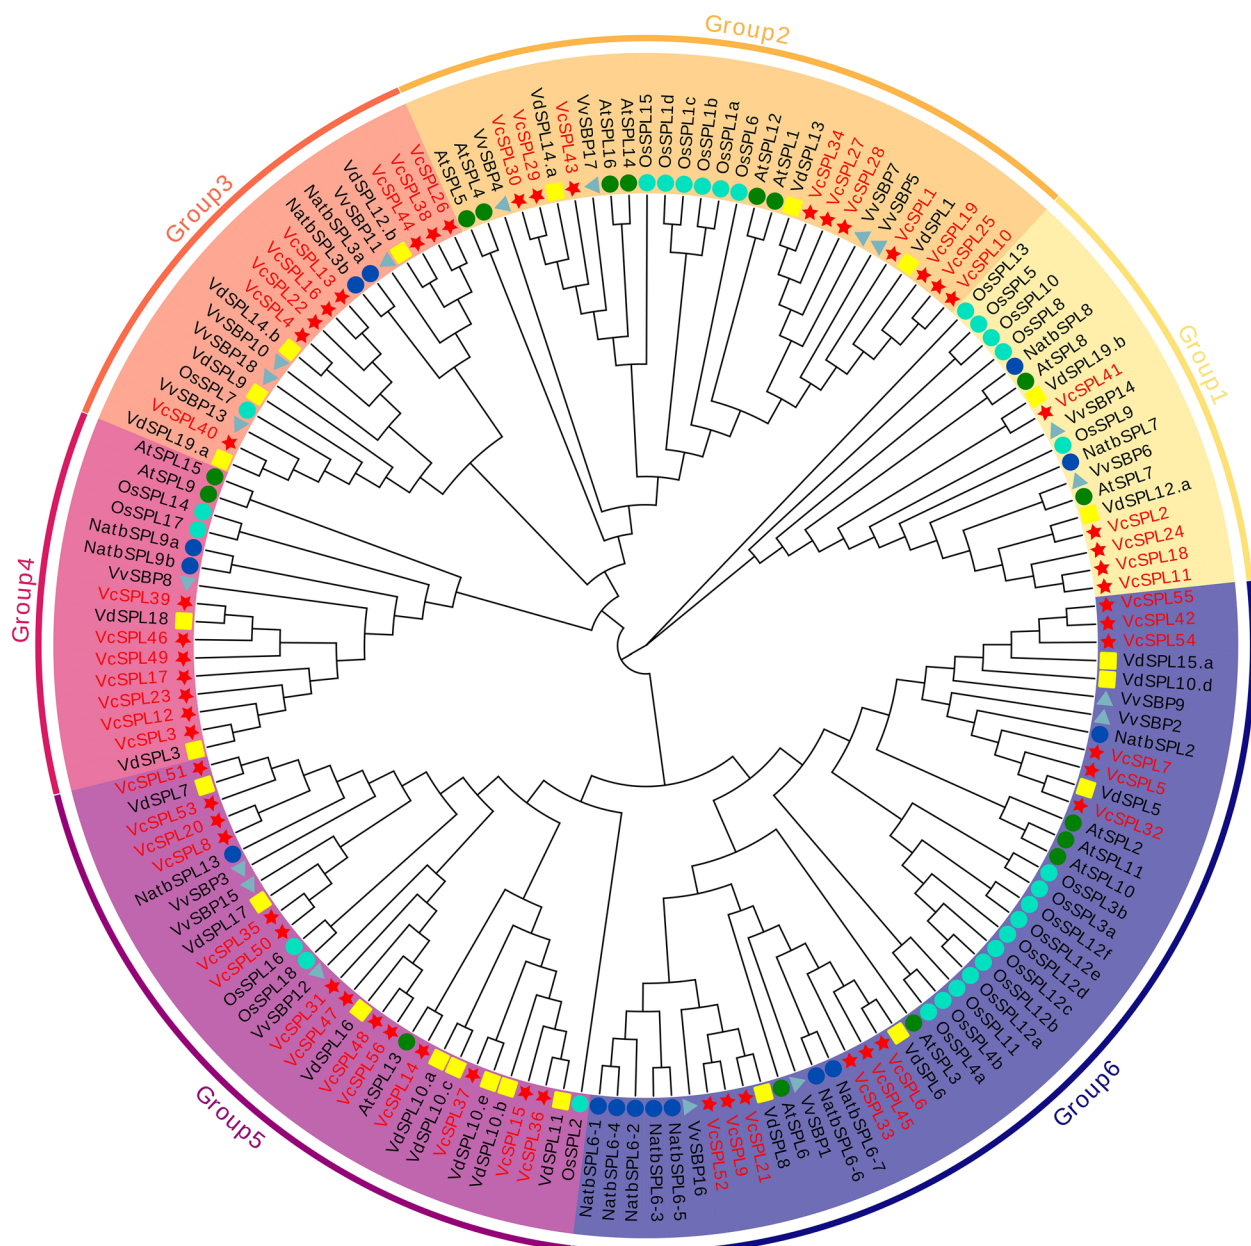 Group2
Group1
Group6
Group5
Group4
Group3
AtSPL5
AtSPL4
VvSBP4
VcSPL30
VcSPL29
VdSPL14.a
VcSPL43
VvSBP17
AtSPL16
AtSPL14
OsSPL15
OsSPL1d
OsSPL1c
OsSPL1b
OsSPL1a
OsSPL6
AtSPL12
AtSPL1
VdSPL13
VcSPL34
VcSPL27
VcSPL28
VvSBP7
VvSBP5
VcSPL1
VdSPL1
VcSPL19
VcSPL25
VcSPL10
OsSPL13
OsSPL5
OsSPL10
OsSPL8
NatbSPL8
AtSPL8
VdSPL19.b
VcSPL41
VvSBP14
OsSPL9
NatbSPL7
VvSBP6
AtSPL7
VdSPL12.a
VcSPL2
VcSPL24
VcSPL18
VcSPL11
VcSPL55
VcSPL42
VcSPL54
VdSPL15.a
VdSPL10.d
VvSBP9
VvSBP2
NatbSPL2
VcSPL7
VcSPL5
VdSPL5
VcSPL32
AtSPL2
AtSPL11
AtSPL10
OsSPL3b
OsSPL3a
OsSPL12f
OsSPL12e
OsSPL12d
OsSPL12c
OsSPL12b
OsSPL12a
OsSPL11
OsSPL4b
OsSPL4a
AtSPL3
VdSPL6
VcSPL6
VcSPL45
VcSPL33
NatbSPL6-7
NatbSPL6-6
VvSBP1
AtSPL6
VdSPL8
VcSPL21
VcSPL9
VcSPL52
VvSBP16
NatbSPL6-5
NatbSPL6-3
NatbSPL6-2
NatbSPL6-4
NatbSPL6-1
OsSPL2
VdSPL11
VcSPL36
VcSPL15
VdSPL10.b
VdSPL10.e
VcSPL37
VdSPL10.c
VdSPL10.a
VcSPL14
AtSPL13
VcSPL56
VcSPL48
VdSPL16
VcSPL47
VcSPL31
VvSBP12
OsSPL18
OsSPL16
VcSPL50
VcSPL35
VdSPL17
VvSBP15
VvSBP3
NatbSPL13
VcSPL8
VcSPL20
VcSPL53
VdSPL7
VcSPL51
VdSPL3
VcSPL3
VcSPL12
VcSPL23
VcSPL17
VcSPL49
VcSPL46
VdSPL18
VcSPL39
VvSBP8
NatbSPL9b
NatbSPL9a
OsSPL17
OsSPL14
AtSPL9
AtSPL15
VdSPL19.a
VcSPL40
VvSBP13
OsSPL7
VdSPL9
VvSBP18
VvSBP10
VdSPL14.b
VcSPL4
VcSPL22
VcSPL16
VcSPL13
NatbSPL3b
NatbSPL3a
VvSBP11
VdSPL12.b
VcSPL44
VcSPL38
VcSPL26